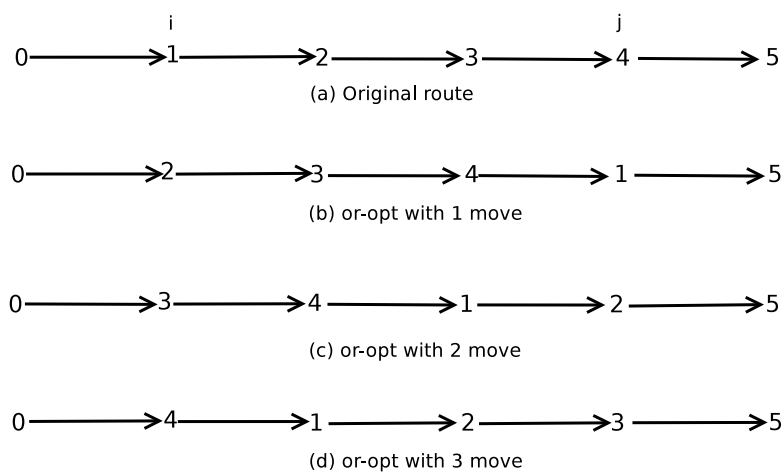 i j
0 1 2 3 4 5
(a) Original route
0 2 3 4 1 5
(b) or-opt with 1 move
0 3 4 1 2 5
(c) or-opt with 2 move
0 4 1 2 3 5
(d) or-opt with 3 move